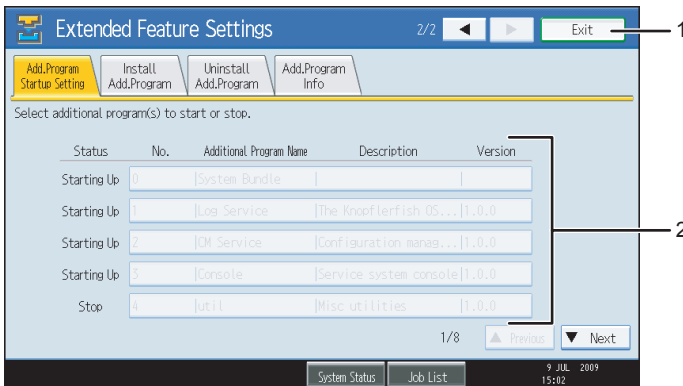 Extended Feature Settings 2/2 ◀ ▶ Exit 1
Add.Program Startup Setting
Install Add.Program
Uninstall Add.Program
Add.Program Info
Select additional program(s) to start or stop.
Status No. Additional Program Name Description Version
Starting Up 0 |System Bundle | |
Starting Up 1 |Log Service |The Knopflerfish OS...|1.0.0
Starting Up 2 |CM Service |Configuration manag...|1.0.0
2
Starting Up 3 |Console |Service system console|1.0.0
Stop 4 |util |Misc utilities |1.0.0
1/8 ▲ Previous ▼ Next
System Status Job List 9 JUL 2009
15:02